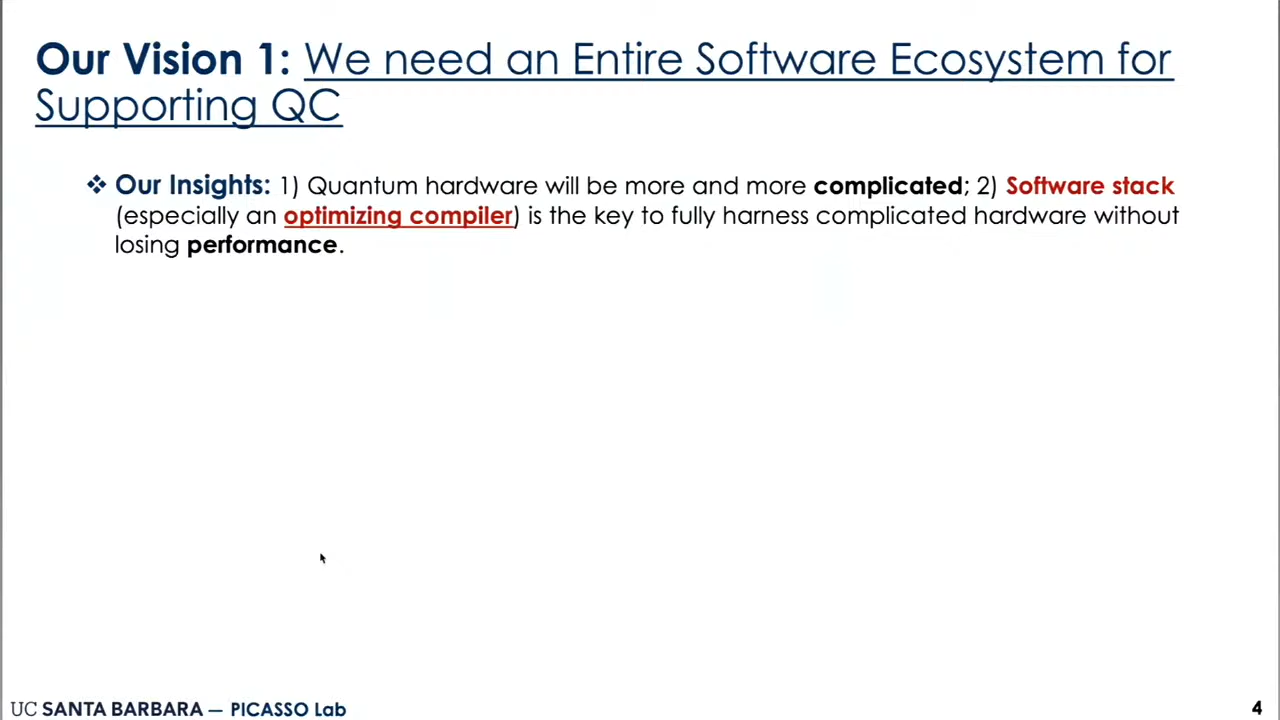 Our Vision 1: We need an Entire Software Ecosystem for
Supporting QC
❖ Our Insights: 1) Quantum hardware will be more and more complicated; 2) Software stack
(especially an optimizing compiler) is the key to fully harness complicated hardware without
losing performance.
UC SANTA BARBARA — PICASSO Lab
4